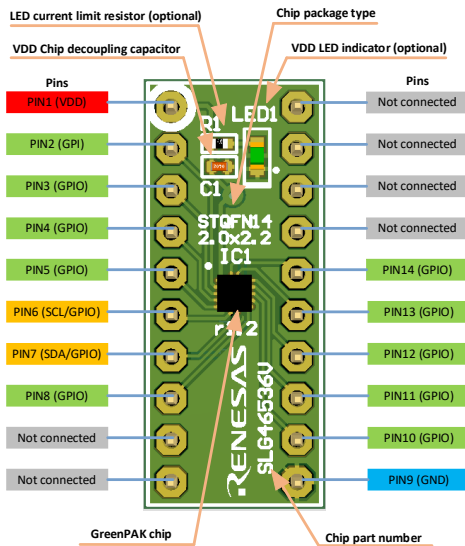 LED current limit resistor (optional)
Chip package type
VDD Chip decoupling capacitor
VDD LED indicator (optional)
Pins
Pins
PIN1 (VDD)
Not connected
PIN2 (GPI)
Not connected
PIN3 (GPIO)
Not connected
PIN4 (GPIO)
Not connected
PIN5 (GPIO)
PIN14 (GPIO)
PIN6 (SCL/GPIO)
PIN13 (GPIO)
PIN7 (SDA/GPIO)
PIN12 (GPIO)
PIN8 (GPIO)
PIN11 (GPIO)
Not connected
PIN10 (GPIO)
Not connected
PIN9 (GND)
LED1
R1
C1
STQFN14
2.0x2.2
IC1
r1.2
RENESAS
SLG46536V
GreenPAK chip
Chip part number